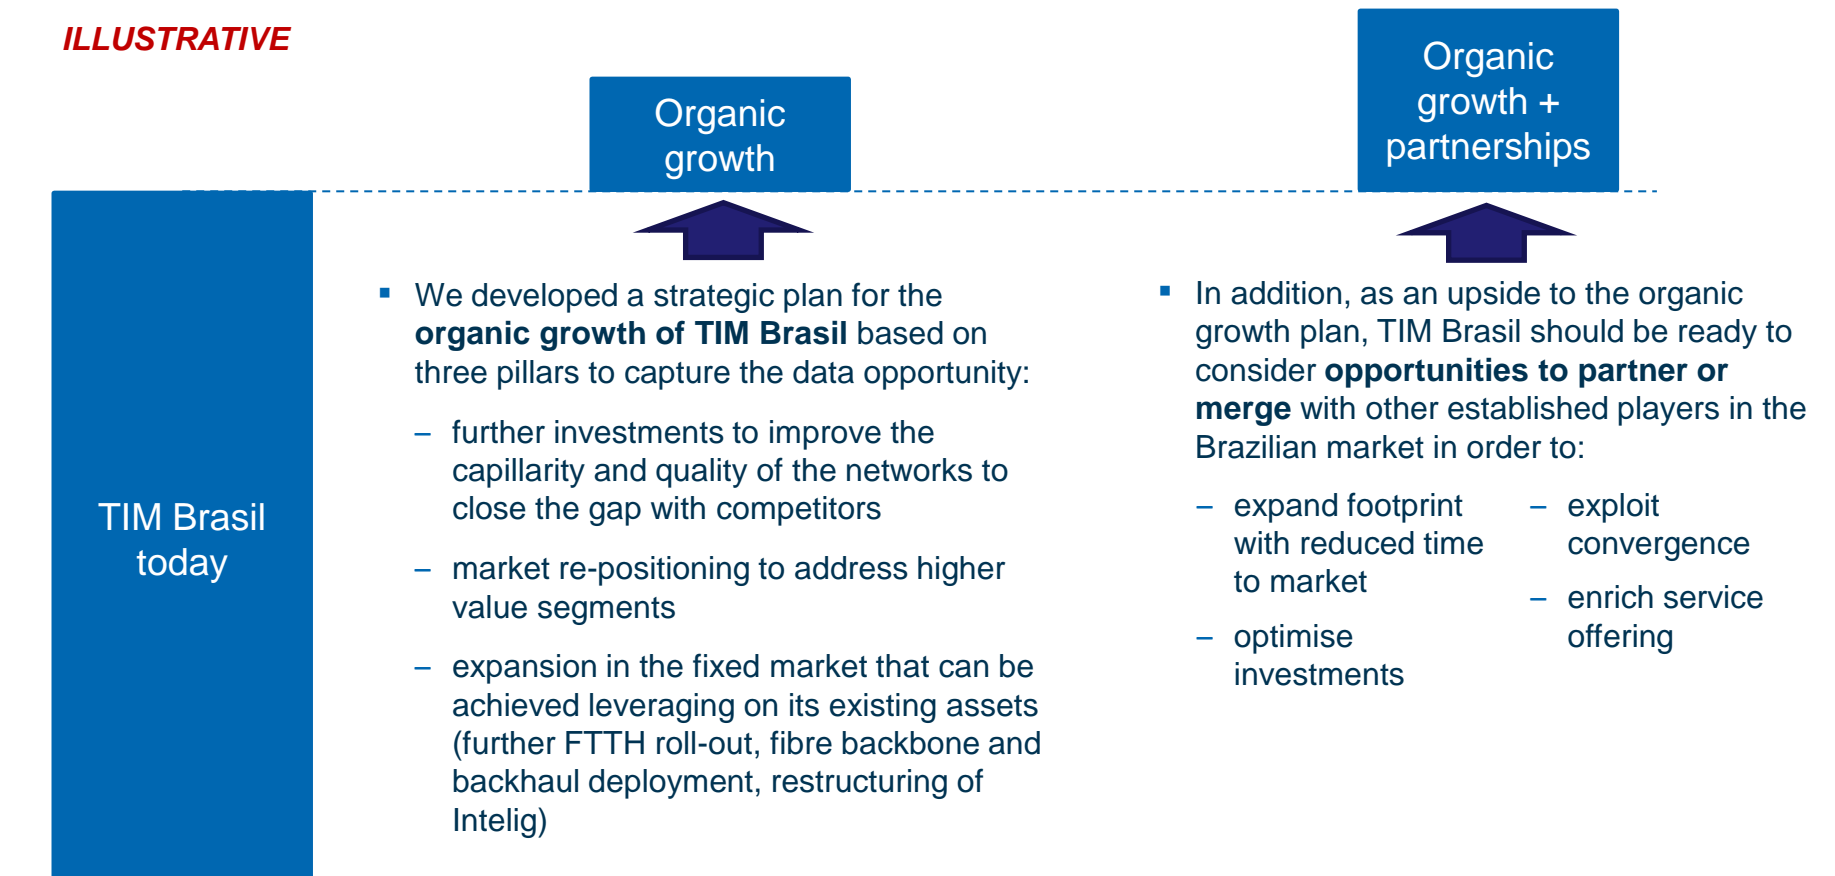 ILLUSTRATIVE
Organic
growth
Organic
growth +
partnerships
TIM Brasil
today
▪ We developed a strategic plan for the
organic growth of TIM Brasil based on
three pillars to capture the data opportunity:
– further investments to improve the
capillarity and quality of the networks to
close the gap with competitors
– market re-positioning to address higher
value segments
– expansion in the fixed market that can be
achieved leveraging on its existing assets
(further FTTH roll-out, fibre backbone and
backhaul deployment, restructuring of
Intelig)
▪ In addition, as an upside to the organic
growth plan, TIM Brasil should be ready to
consider opportunities to partner or
merge with other established players in the
Brazilian market in order to:
– expand footprint
with reduced time
to market
– optimise
investments
– exploit
convergence
– enrich service
offering